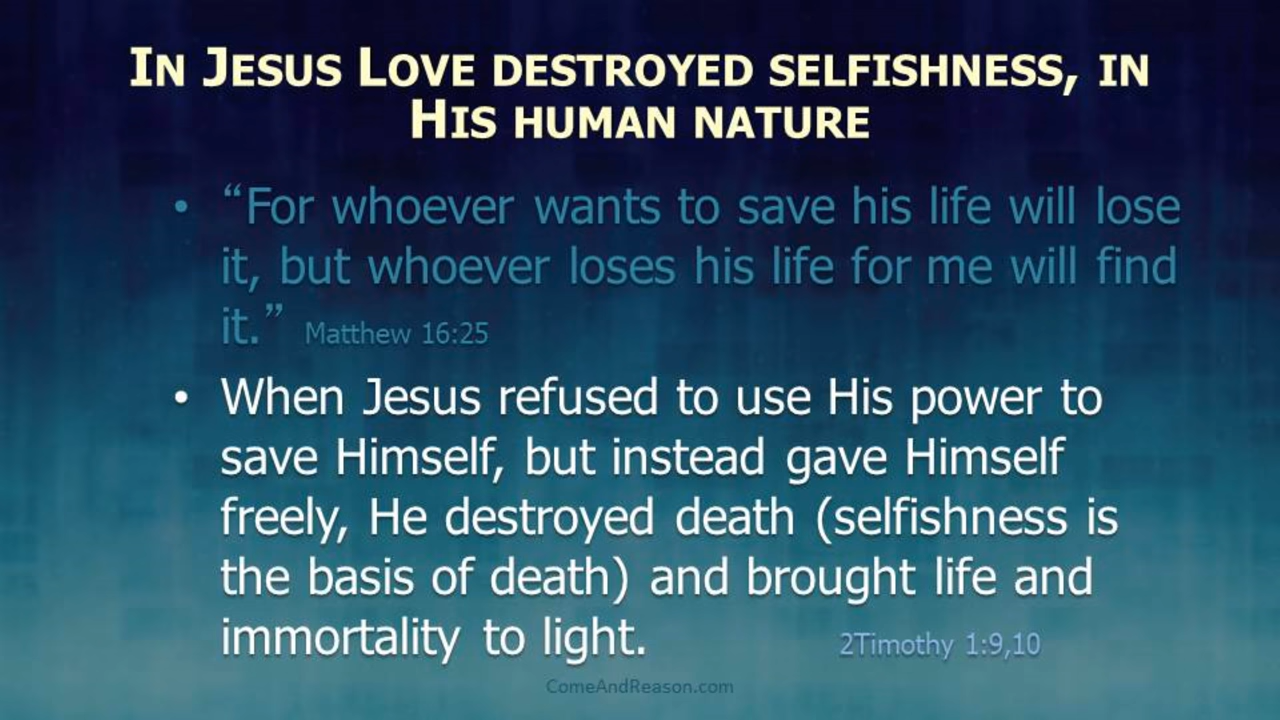 IN JESUS LOVE DESTROYED SELFISHNESS, IN
HIS HUMAN NATURE
• “For whoever wants to save his life will lose
it, but whoever loses his life for me will find
it.” Matthew 16:25
• When Jesus refused to use His power to
save Himself, but instead gave Himself
freely, He destroyed death (selfishness is
the basis of death) and brought life and
immortality to light. 2Timothy 1:9,10
ComeAndReason.com